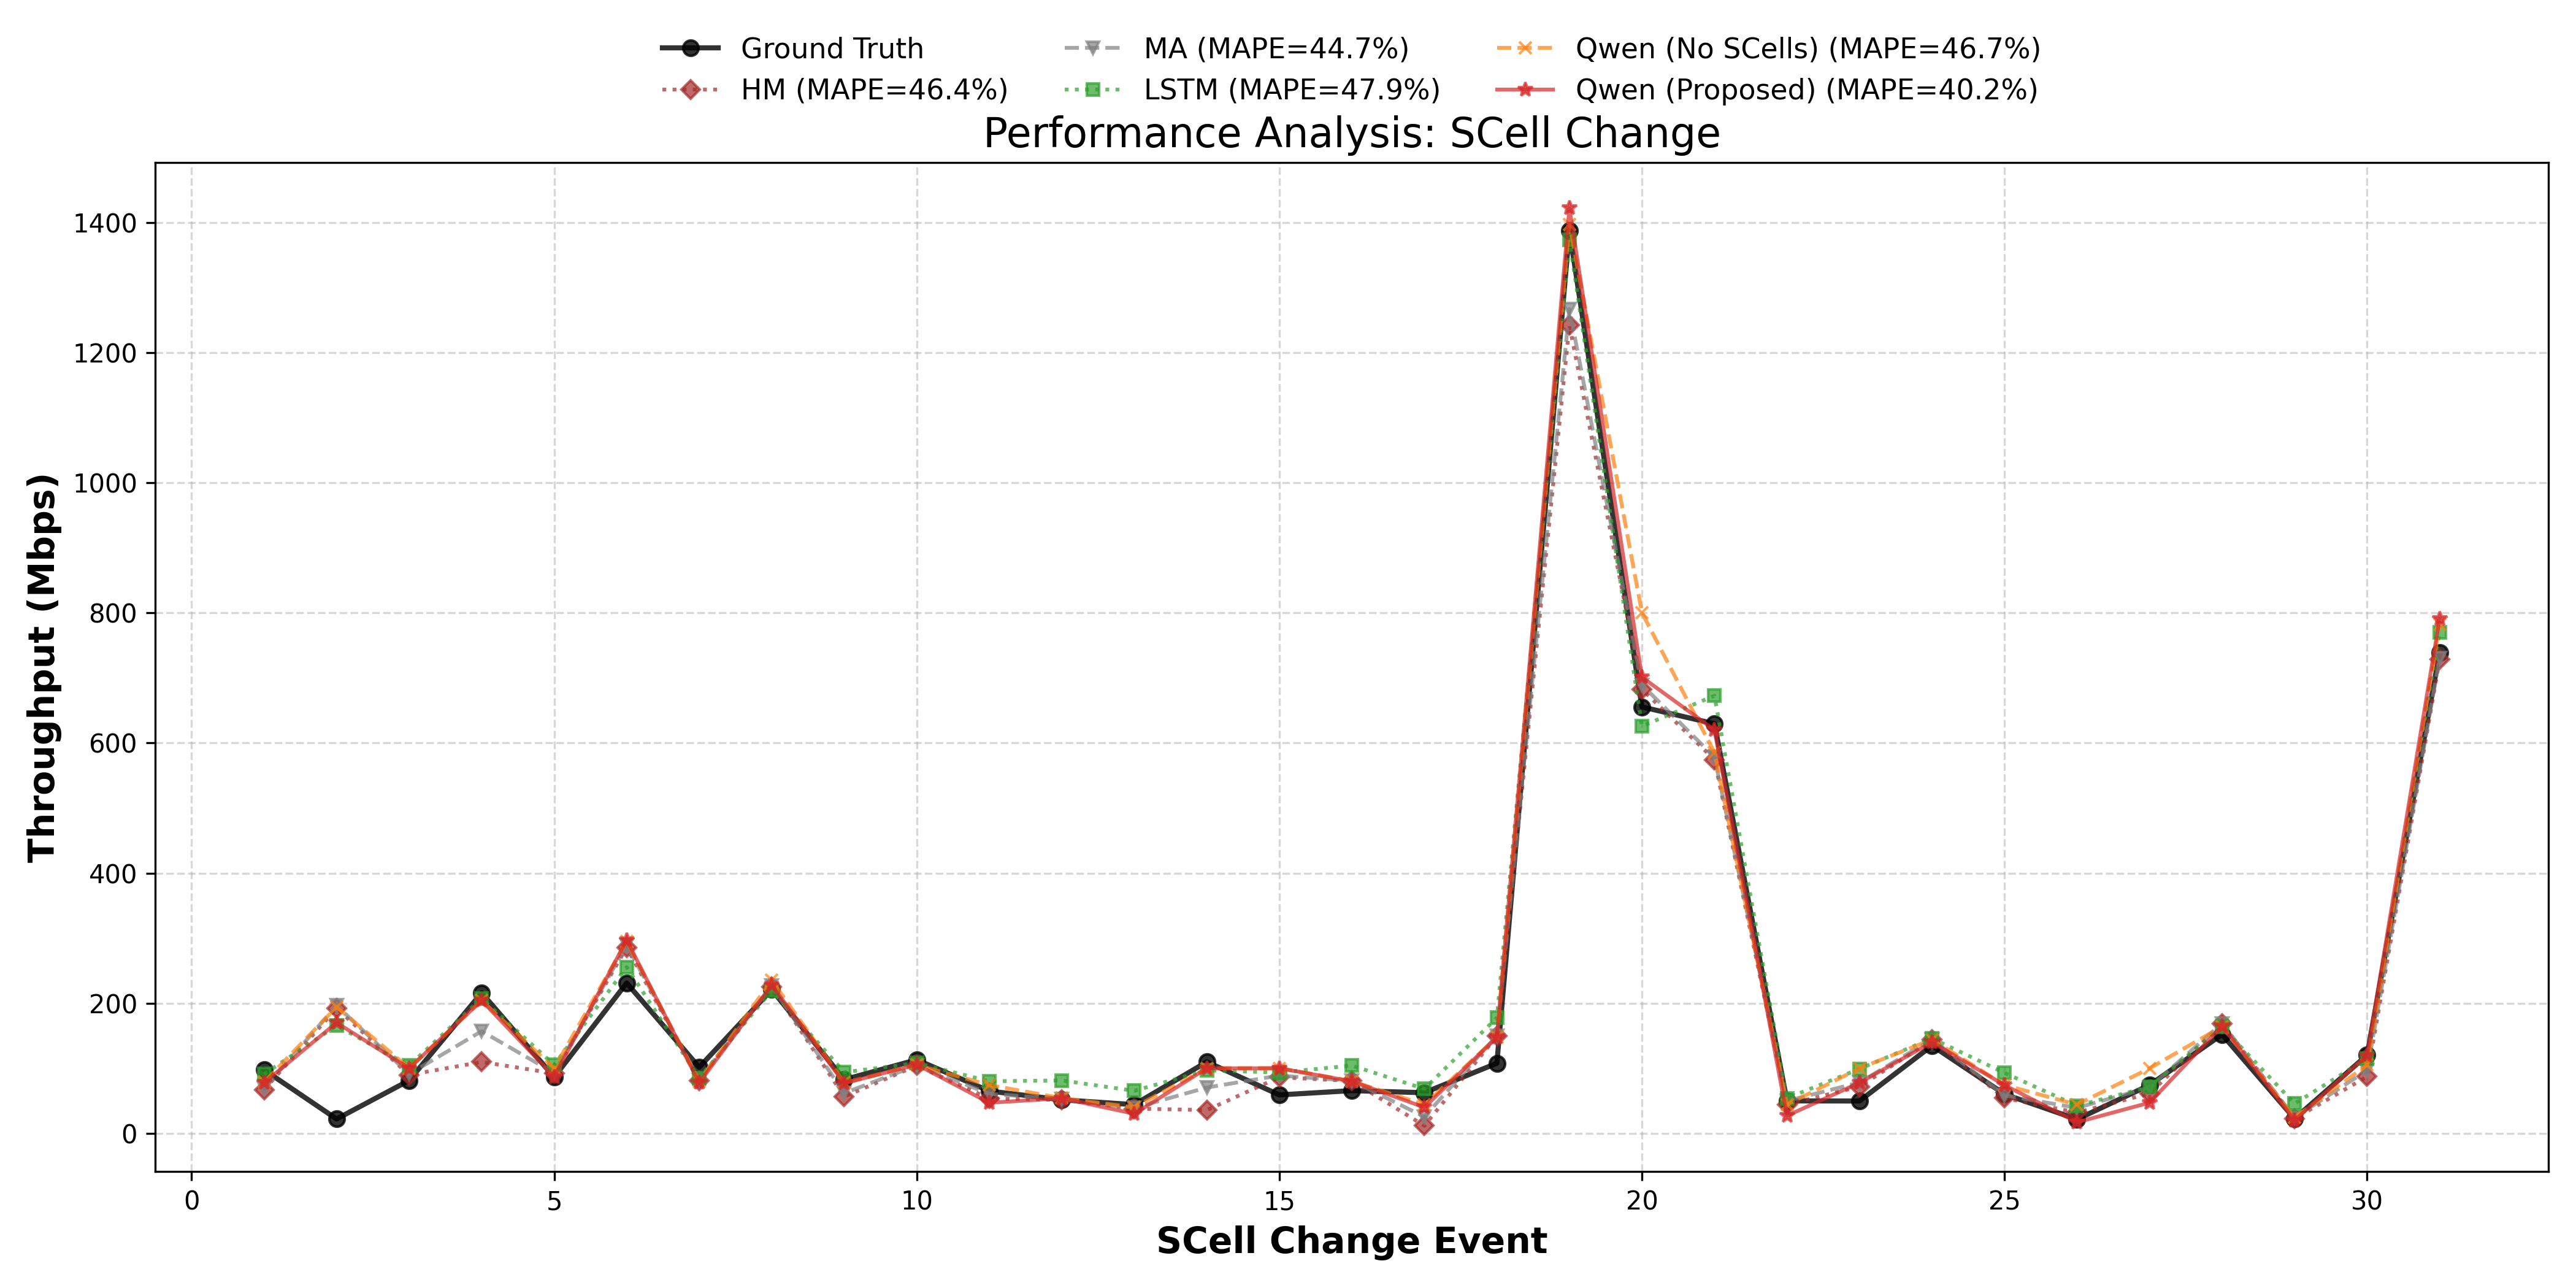 Ground Truth
HM (MAPE=46.4%)
MA (MAPE=44.7%)
LSTM (MAPE=47.9%)
Qwen (No SCells) (MAPE=46.7%)
Qwen (Proposed) (MAPE=40.2%)
Performance Analysis: SCell Change
Throughput (Mbps)
1400
1200
1000
800
600
400
200
0
0 5 10 15 20 25 30
SCell Change Event